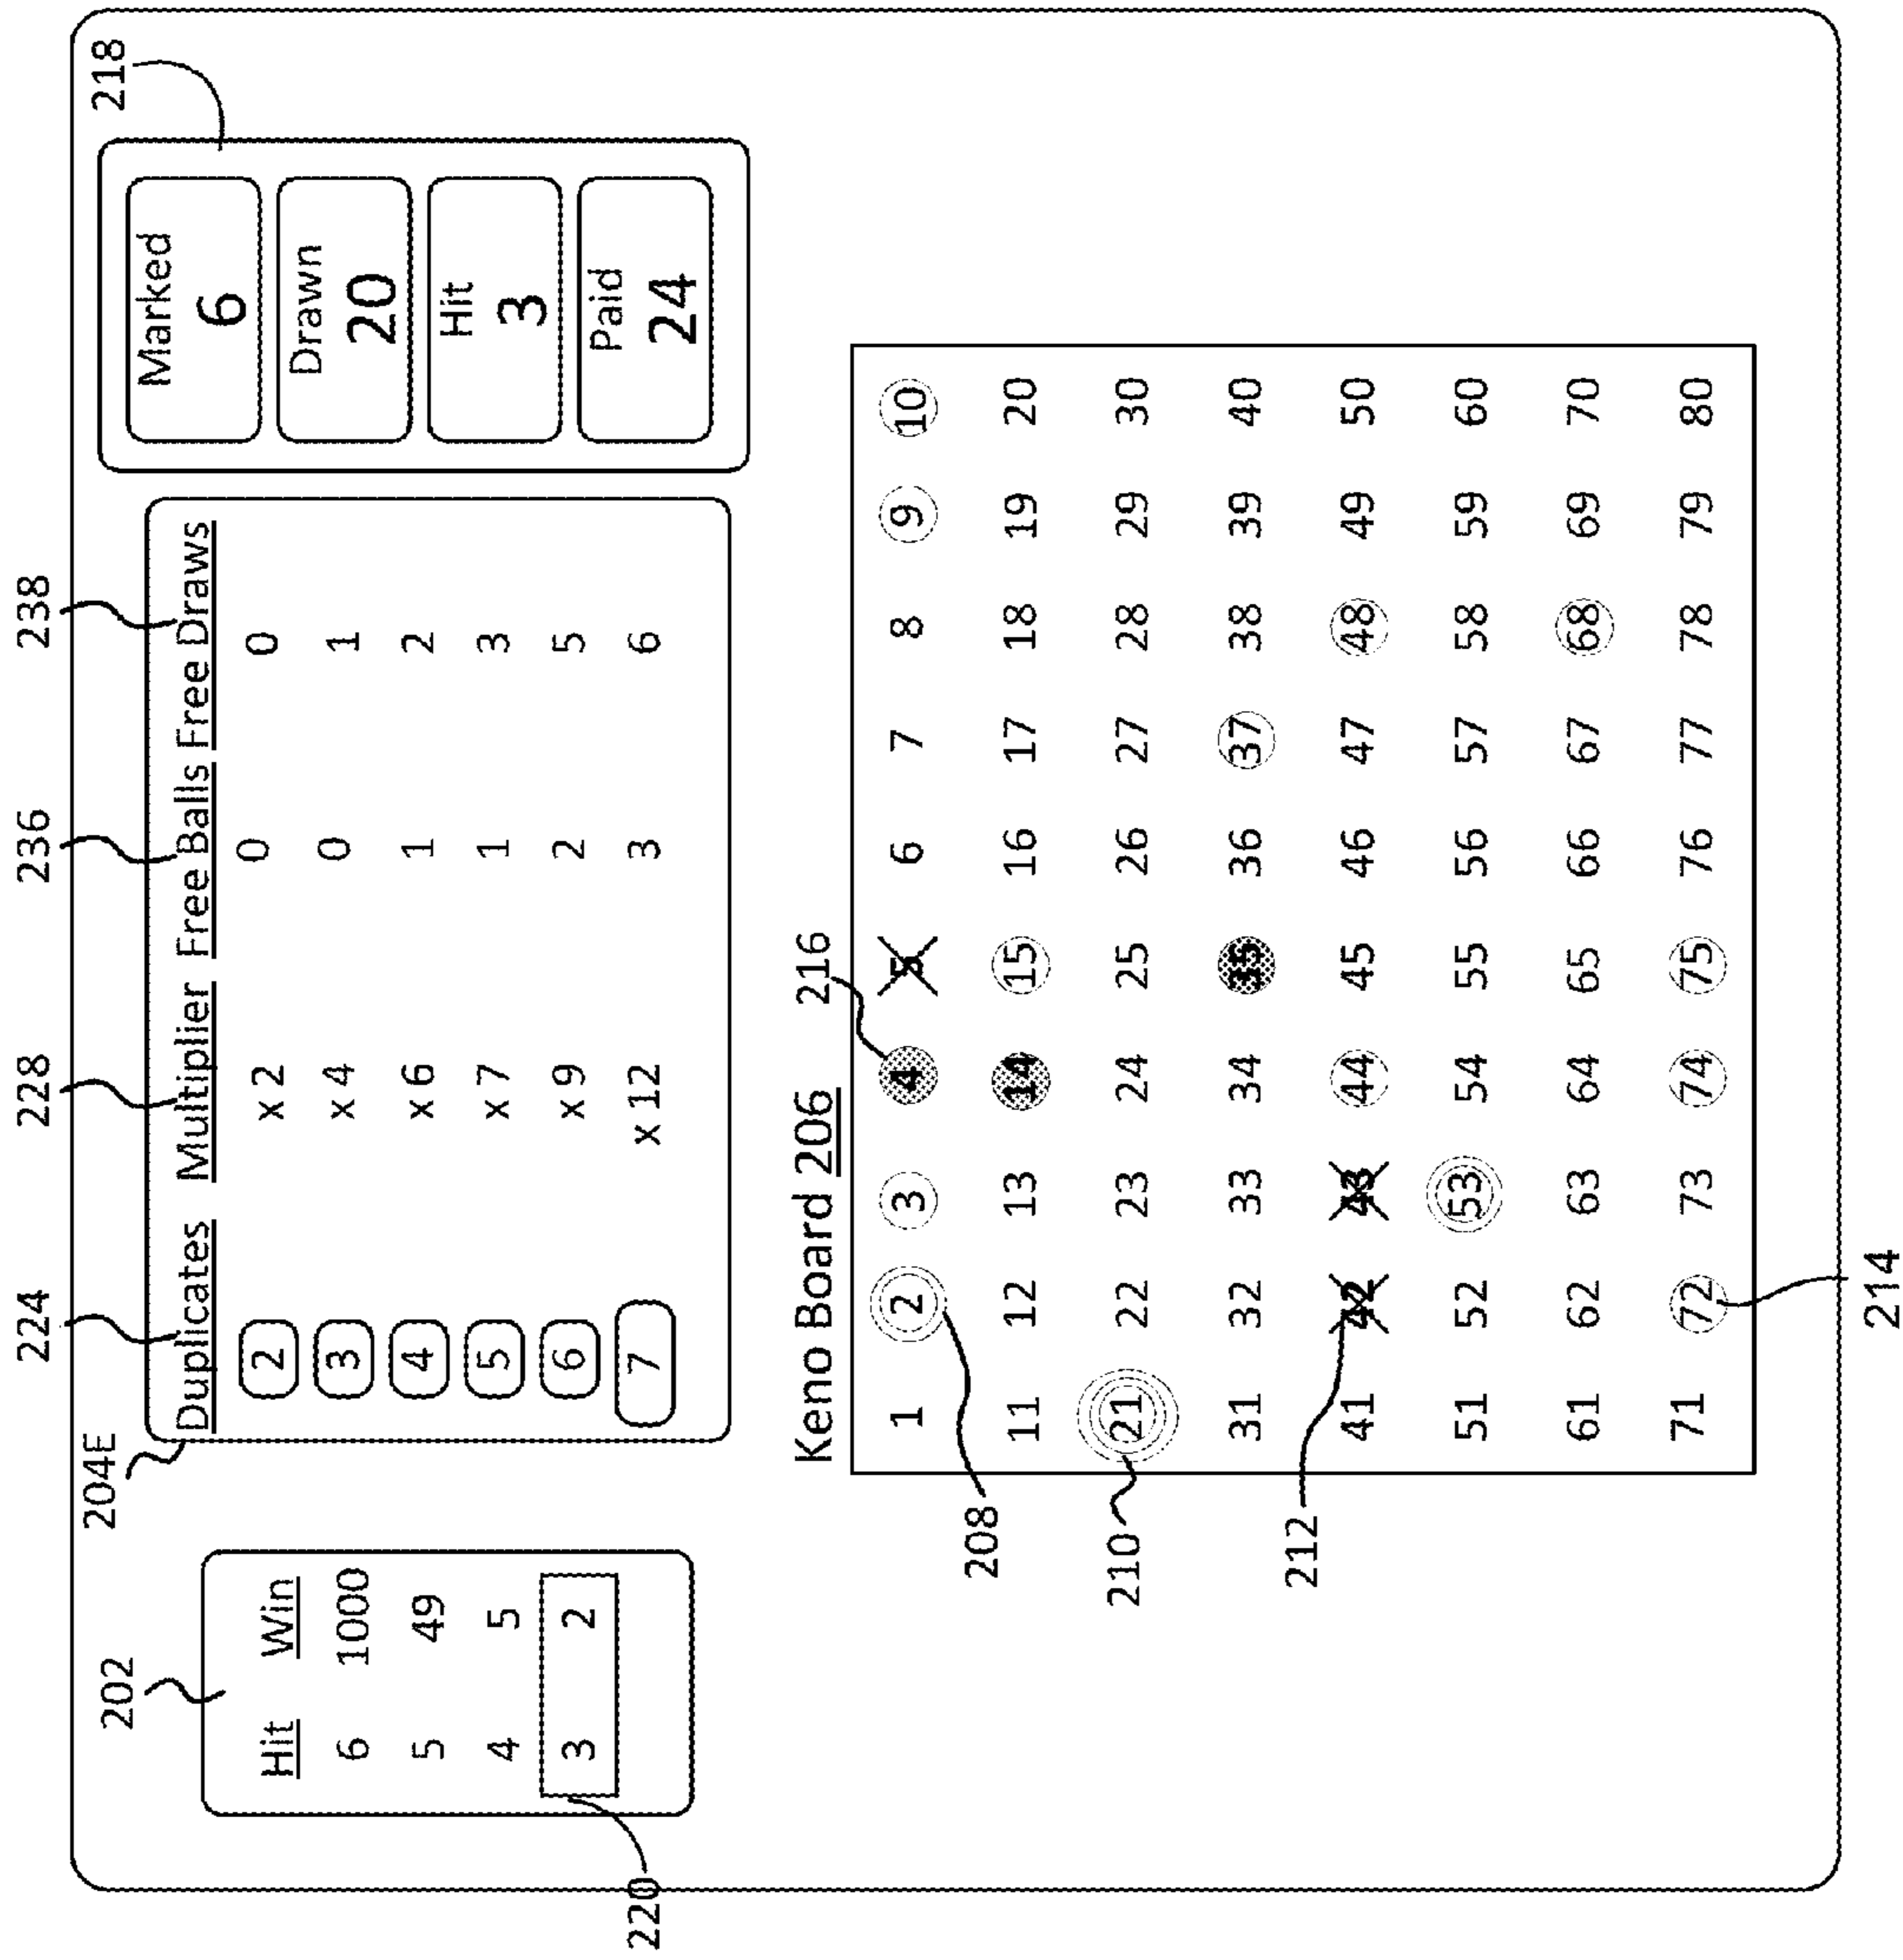 224 228 236 238
202 204E 218
Hit Win
6 1000
5 49
4 5
3 2
220
Duplicates Multiplier Free Balls Free Draws
2 x 2 0 0
3 x 4 0 1
4 x 6 1 2
5 x 7 1 3
6 x 9 2 5
7 x 12 3 6
Marked
6
Drawn
20
Hit
3
Paid
24
Keno Board 206
216
1 2 3 4 5 6 7 8 9 10
11 12 13 14 15 16 17 18 19 20
21 22 23 24 25 26 27 28 29 30
31 32 33 34 36 37 38 39 40
41 42 43 44 45 46 47 48 49 50
51 52 53 54 55 56 57 58 59 60
61 62 63 64 65 66 67 68 69 70
71 72 73 74 75 76 77 78 79 80
208
210
212
214